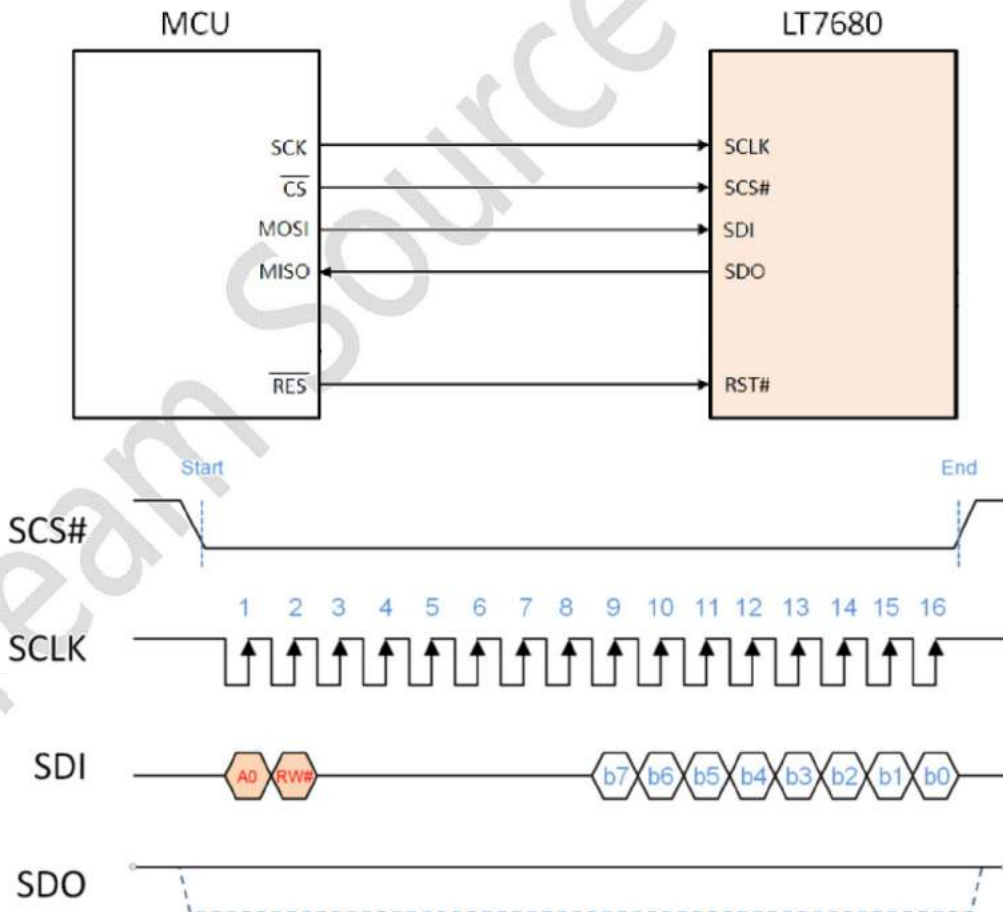 MCU
LT7680
SCK
SCLK
CS
SCS#
MOSI
SDI
MISO
SDO
RES
RST#
Start
End
SCS#
1 2 3 4 5 6 7 8 9 10 11 12 13 14 15 16
SCLK
SDI
A0 RW# b7 b6 b5 b4 b3 b2 b1 b0
SDO
eam Source